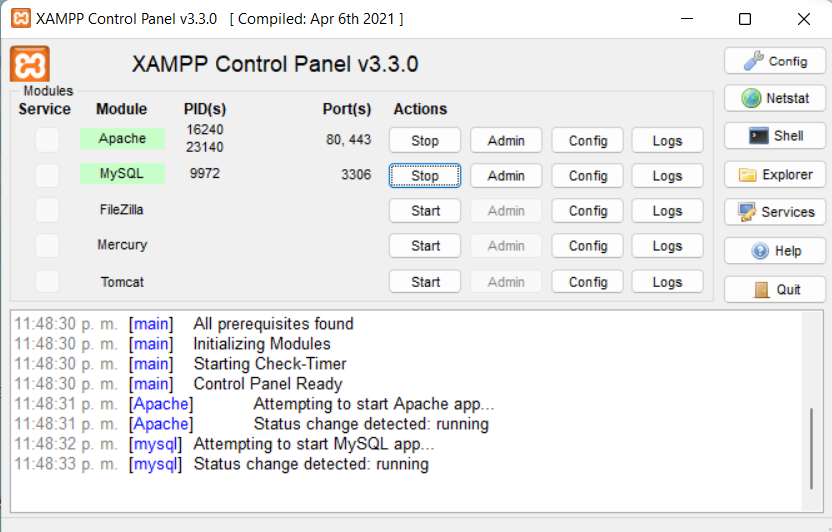 XAMPP Control Panel v3.3.0 [ Compiled: Apr 6th 2021 ]
XAMPP Control Panel v3.3.0
Config
Modules
Service Module PID(s) Port(s) Actions
Netstat
Apache 16240 23140 80, 443 Stop Admin Config Logs
Shell
MySQL 9972 3306 Stop Admin Config Logs
Explorer
FileZilla Start Admin Config Logs
Services
Mercury Start Admin Config Logs
Help
Tomcat Start Admin Config Logs
Quit
11:48:30 p. m. [main] All prerequisites found
11:48:30 p. m. [main] Initializing Modules
11:48:30 p. m. [main] Starting Check-Timer
11:48:30 p. m. [main] Control Panel Ready
11:48:31 p. m. [Apache] Attempting to start Apache app...
11:48:31 p. m. [Apache] Status change detected: running
11:48:32 p. m. [mysql] Attempting to start MySQL app...
11:48:33 p. m. [mysql] Status change detected: running